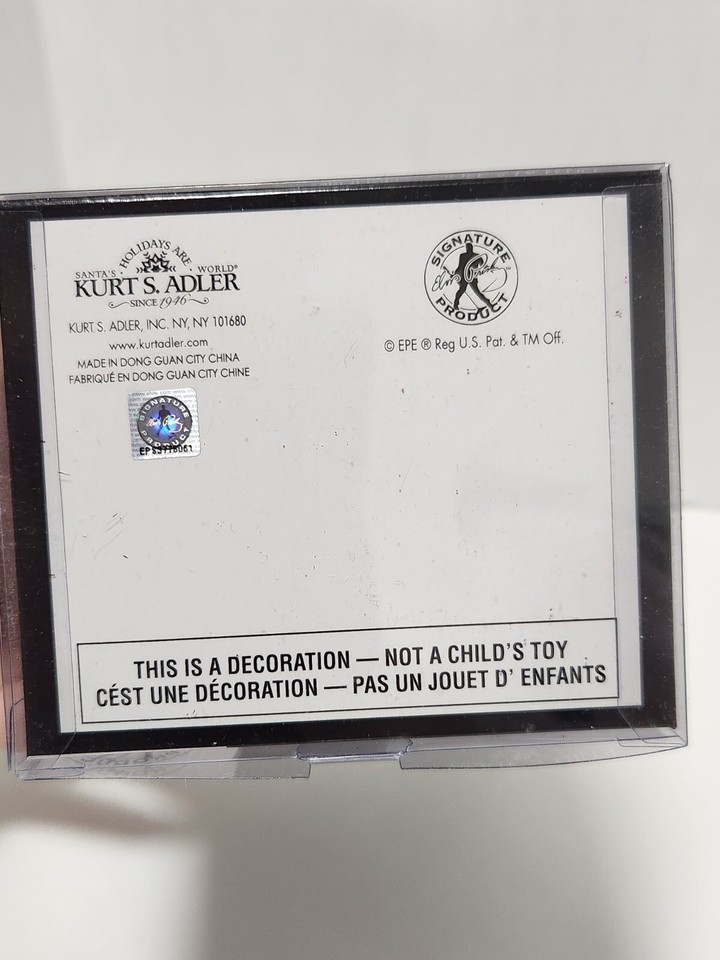 HOLIDAYS ARE
SANTA'S WORLD®
KURT S. ADLER
SINCE 1946
KURT S. ADLER, INC. NY, NY 101680
www.kurtadler.com
MADE IN DONG GUAN CITY CHINA
FABRIQUÉ EN DONG GUAN CITY CHINE
SIGNATURE
PRODUCT
SIGNATURE
Elvis Presley™
PRODUCT
© EPE ® Reg U.S. Pat. & TM Off.
THIS IS A DECORATION — NOT A CHILD'S TOY
CÉST UNE DÉCORATION — PAS UN JOUET D' ENFANTS